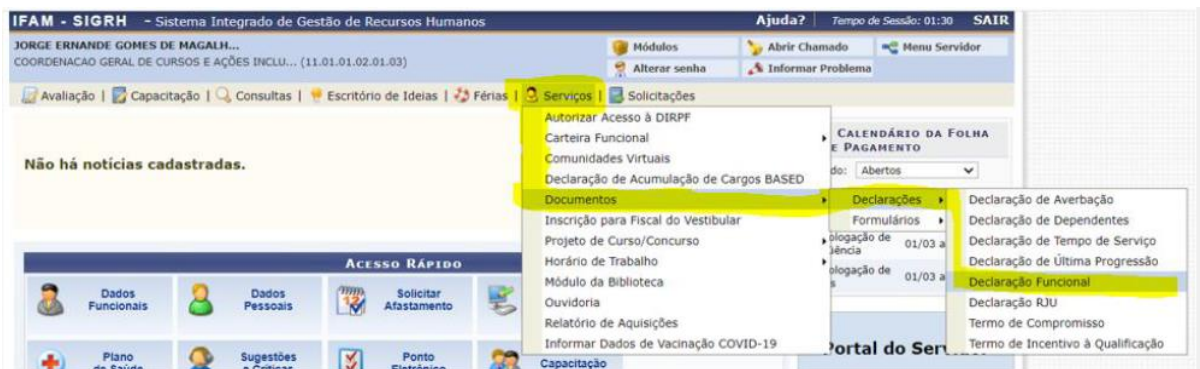 IFAM - SIGRH - Sistema Integrado de Gestão de Recursos Humanos Ajuda? Tempo de Sessão: 01:30 SAIR
JORGE ERNANDE GOMES DE MAGALH...
COORDENACAO GERAL DE CURSOS E AÇÕES INCLU... (11.01.01.02.01.03)
Módulos Abrir Chamado Menu Servidor
Alterar senha Informar Problema
Avaliação | Capacitação | Consultas | Escritório de Ideias | Férias | Serviços | Solicitações
Autorizar Acesso à DIRPF
Carteira Funcional
Comunidades Virtuais
Declaração de Acumulação de Cargos BASED
Documentos
Inscrição para Fiscal do Vestibular
Projeto de Curso/Concurso
Horário de Trabalho
Módulo da Biblioteca
Ouvidoria
Relatório de Aquisições
Informar Dados de Vacinação COVID-19
Declarações
Formulários
Declaração de Averbação
Declaração de Dependentes
Declaração de Tempo de Serviço
Declaração de Última Progressão
Declaração Funcional
Declaração RJU
Termo de Compromisso
Termo de Incentivo à Qualificação
Não há notícias cadastradas.
CALENDÁRIO DA FOLHA
E PAGAMENTO
do: Abertos
ologação de 01/03 a
ologação de 01/03 a
Portal do
ACESSO RÁPIDO
Dados Funcionais
Dados Pessoais
Solicitar Afastamento
Plano
Sugestões
Ponto
Capacitação